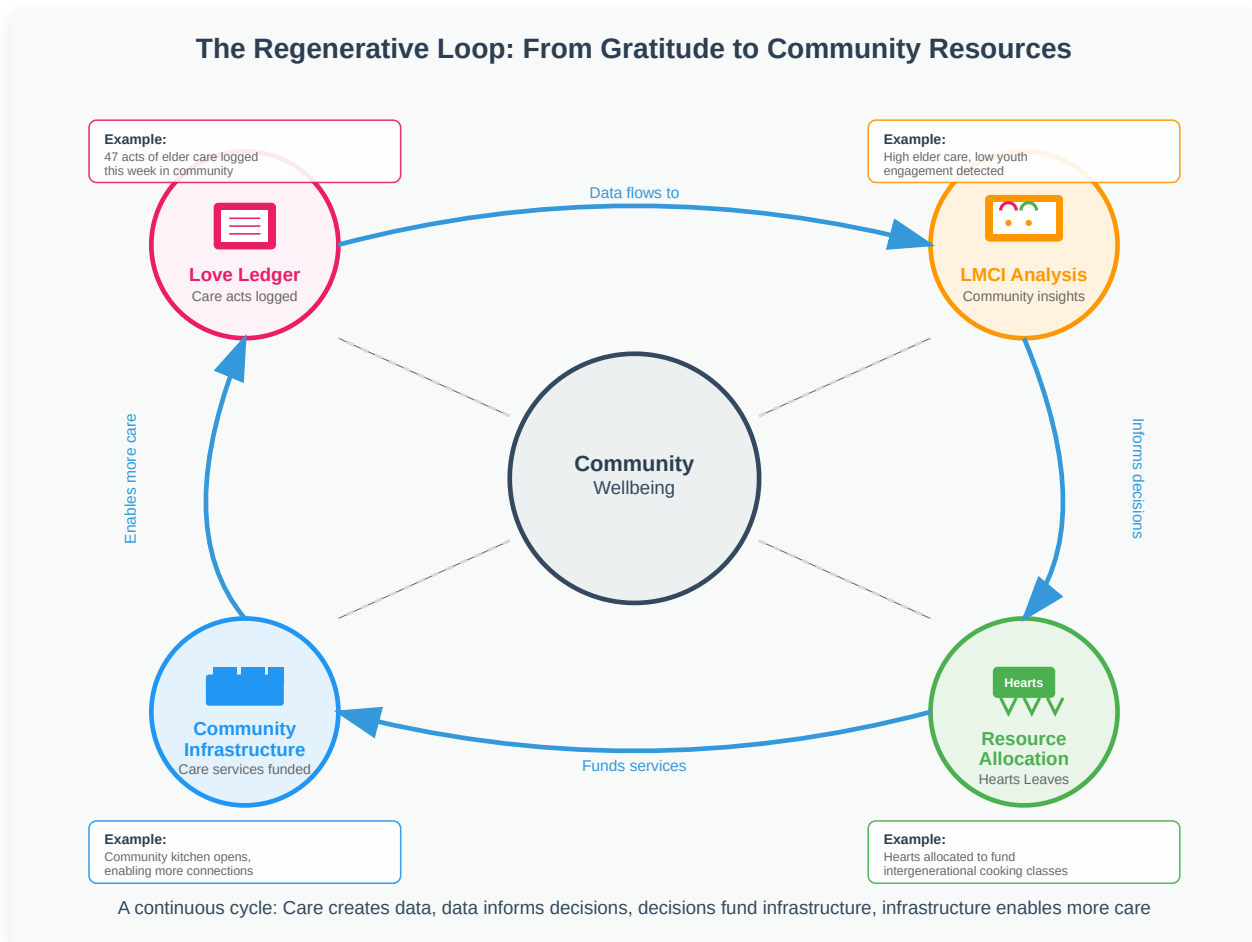 The Regenerative Loop: From Gratitude to Community Resources
Example:
47 acts of elder care logged
this week in community
Example:
High elder care, low youth
engagement detected
Data flows to
Love Ledger
Care acts logged
LMCI Analysis
Community insights
Enables more care
Community
Wellbeing
Informs decisions
Community
Infrastructure
Care services funded
Funds services
Hearts
Resource
Allocation
Hearts Leaves
Example:
Community kitchen opens,
enabling more connections
Example:
Hearts allocated to fund
intergenerational cooking classes
A continuous cycle: Care creates data, data informs decisions, decisions fund infrastructure, infrastructure enables more care